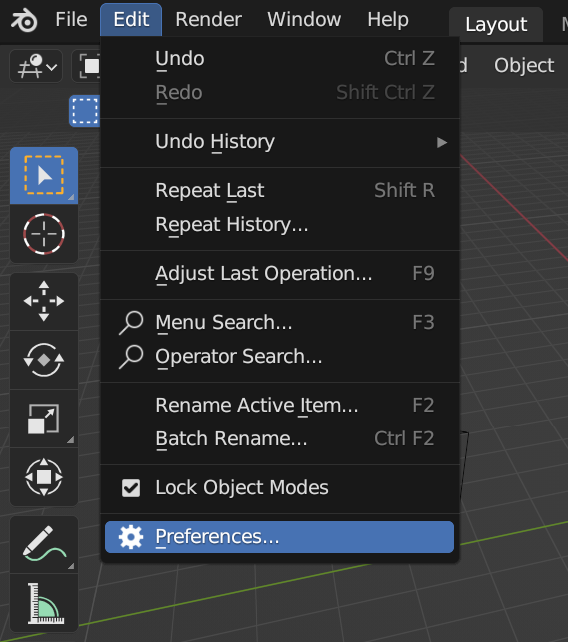 File Edit Render Window Help Layout
Object
Undo Ctrl Z
Redo Shift Ctrl Z
Undo History
Repeat Last Shift R
Repeat History...
Adjust Last Operation... F9
Menu Search... F3
Operator Search...
Rename Active Item... F2
Batch Rename... Ctrl F2
Lock Object Modes
Preferences...